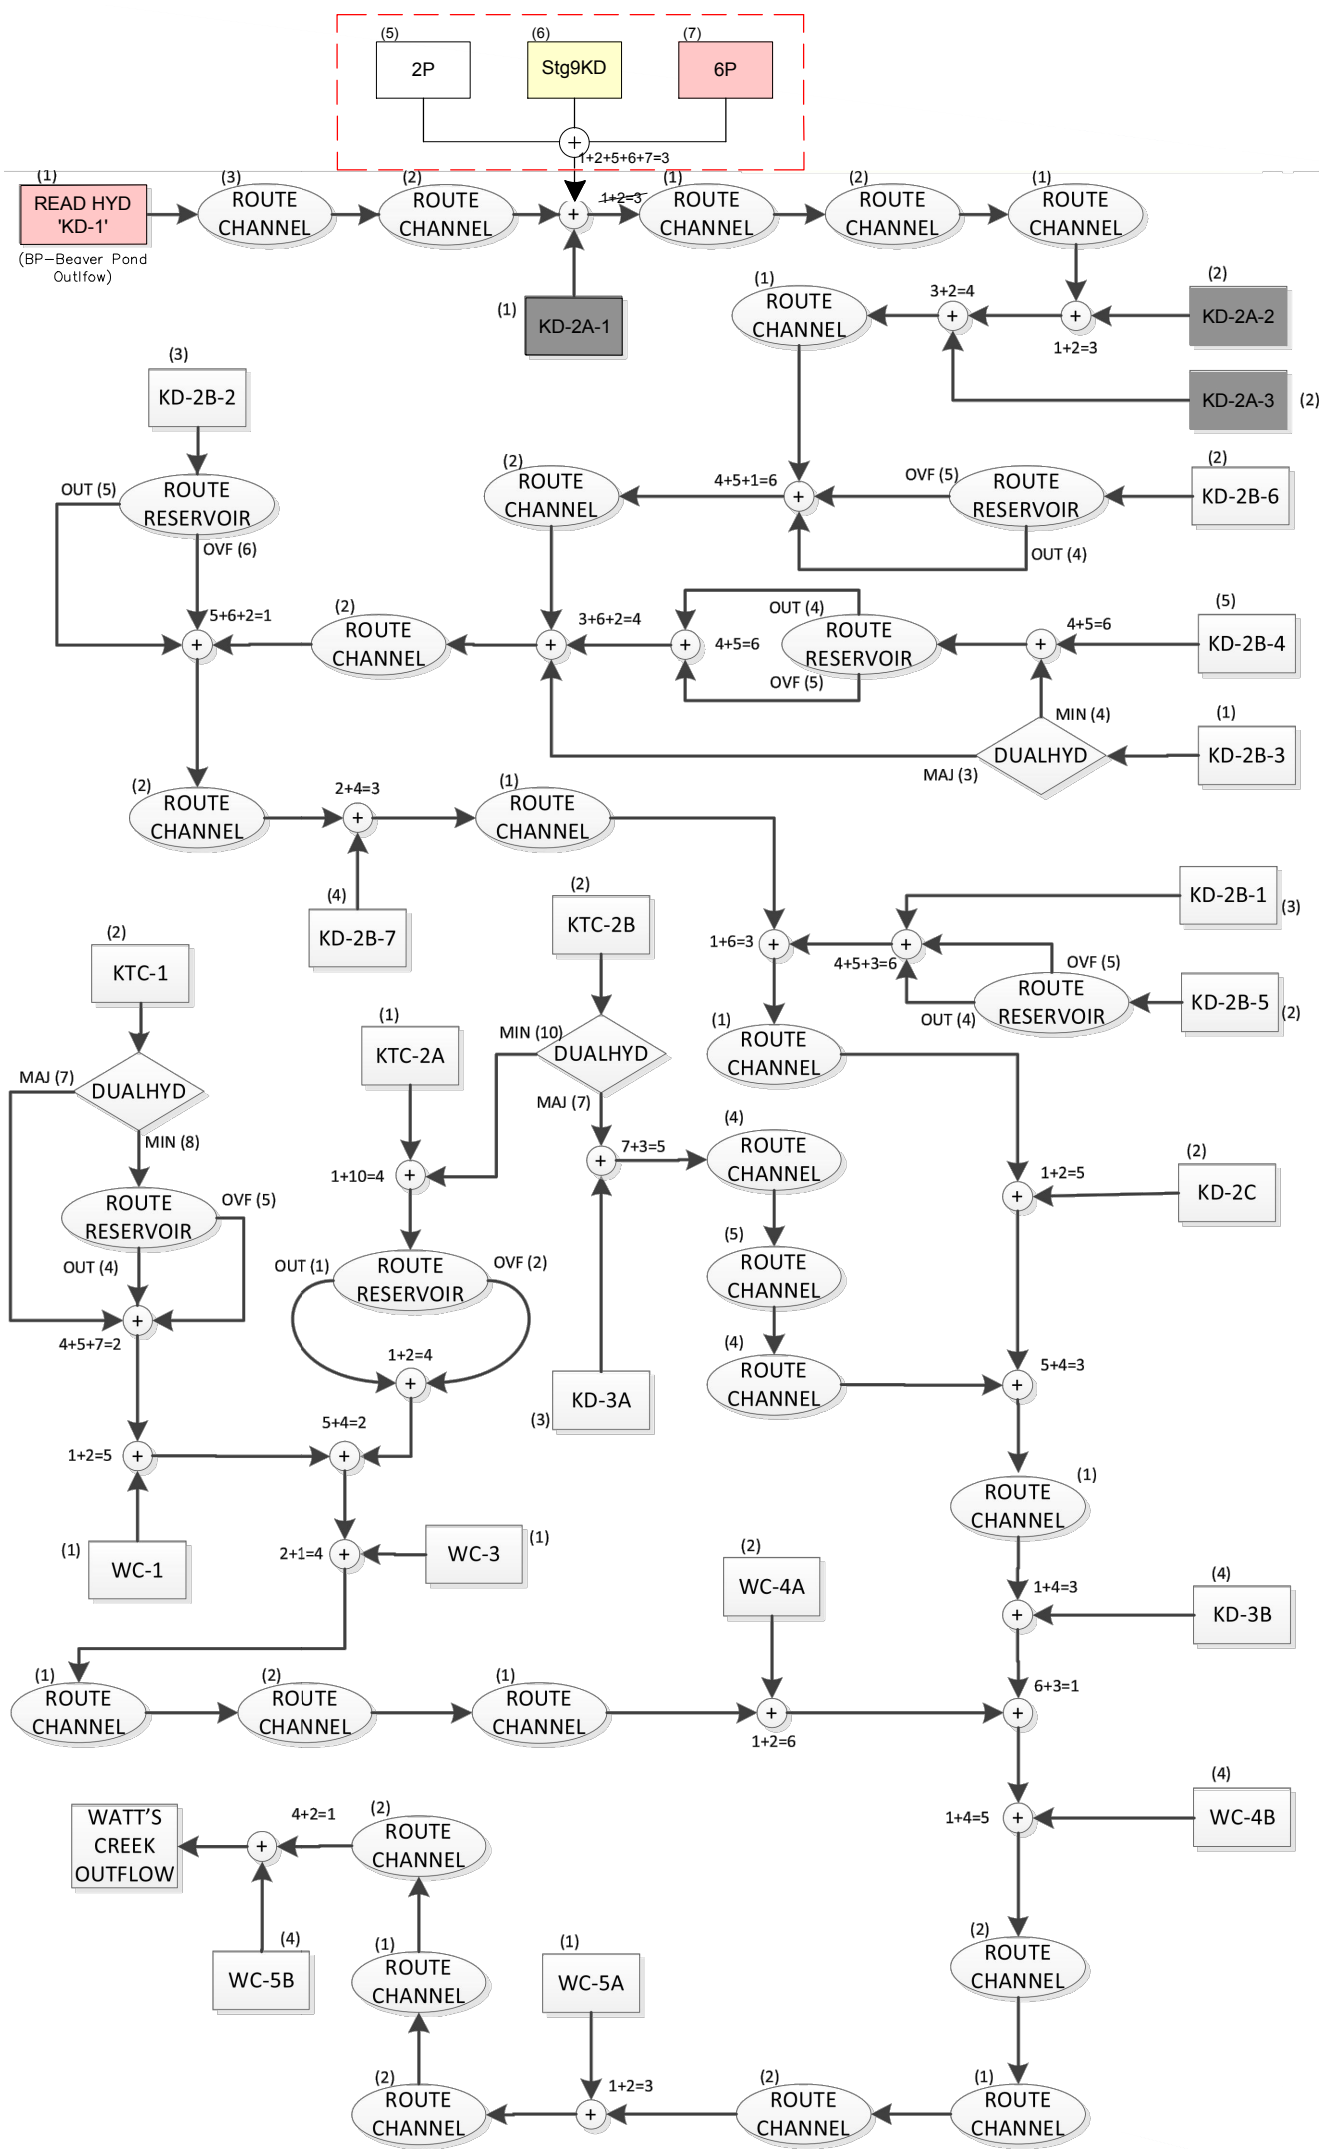 (5)
(6)
(7)
2P
Stg9KD
6P
+
1+2+5+6+7=3
(1)
(3)
(2)
1+2=3
(1)
(2)
(1)
READ HYD
'KD-1'
ROUTE
CHANNEL
ROUTE
CHANNEL
+
ROUTE
CHANNEL
ROUTE
CHANNEL
ROUTE
CHANNEL
(BP-Beaver Pond
Outlfow)
(1)
KD-2A-1
(1)
ROUTE
CHANNEL
3+2=4
+
+
1+2=3
(2)
KD-2A-2
KD-2A-3
(2)
(3)
KD-2B-2
OUT (5)
ROUTE
RESERVOIR
OVF (6)
(2)
ROUTE
CHANNEL
4+5+1=6
+
OVF (5)
ROUTE
RESERVOIR
OUT (4)
(2)
KD-2B-6
5+6+2=1
+
(2)
ROUTE
CHANNEL
3+6+2=4
+
+
4+5=6
OUT (4)
ROUTE
RESERVOIR
OVF (5)
+
4+5=6
(5)
KD-2B-4
MIN (4)
DUALHYD
MAJ (3)
(1)
KD-2B-3
(2)
ROUTE
CHANNEL
2+4=3
+
(1)
ROUTE
CHANNEL
(4)
KD-2B-7
(2)
KTC-2B
KD-2B-1
(3)
1+6=3
+
+
4+5+3=6
OVF (5)
ROUTE
RESERVOIR
OUT (4)
KD-2B-5
(2)
(2)
KTC-1
MAJ (7)
DUALHYD
MIN (8)
(1)
KTC-2A
MIN (10)
DUALHYD
MAJ (7)
(1)
ROUTE
CHANNEL
1+10=4
+
+
7+3=5
(4)
ROUTE
CHANNEL
1+2=5
+
(2)
KD-2C
ROUTE
RESERVOIR
OVF (5)
OUT (4)
+
4+5+7=2
OUT (1)
ROUTE
RESERVOIR
OVF (2)
1+2=4
+
(5)
ROUTE
CHANNEL
(4)
ROUTE
CHANNEL
5+4=3
+
KD-3A
(3)
1+2=5
+
5+4=2
+
(1)
ROUTE
CHANNEL
(1)
WC-1
2+1=4
+
WC-3
(1)
(2)
WC-4A
1+4=3
+
(4)
KD-3B
(1)
ROUTE
CHANNEL
(2)
ROUTE
CHANNEL
(1)
ROUTE
CHANNEL
+
1+2=6
6+3=1
+
1+4=5
+
(4)
WC-4B
WATT'S
CREEK
OUTFLOW
4+2=1
+
(2)
ROUTE
CHANNEL
(4)
WC-5B
(1)
ROUTE
CHANNEL
(1)
WC-5A
(2)
ROUTE
CHANNEL
(2)
ROUTE
CHANNEL
1+2=3
+
(2)
ROUTE
CHANNEL
(1)
ROUTE
CHANNEL